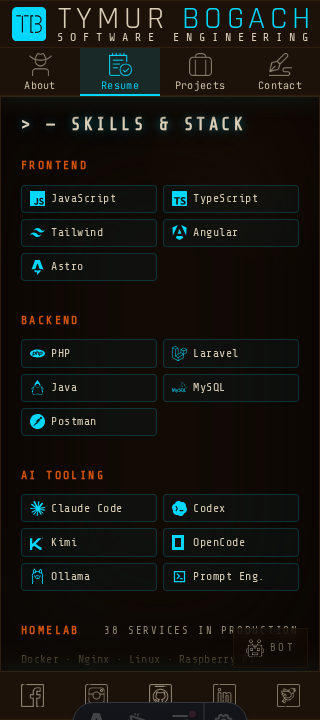 TB TYMUR BOGACH
SOFTWARE ENGINEERING
About Resume Projects Contact
> — SKILLS & STACK
FRONTEND
JS JavaScript TS TypeScript
Tailwind Angular
Astro
BACKEND
php PHP Laravel
Java MySQL MySQL
Postman
AI TOOLING
Claude Code Codex
Kimi OpenCode
Ollama Prompt Eng.
HOMELAB 38 SERVICES IN PRODUCTION
BOT
Docker · Nginx · Linux · Raspberry